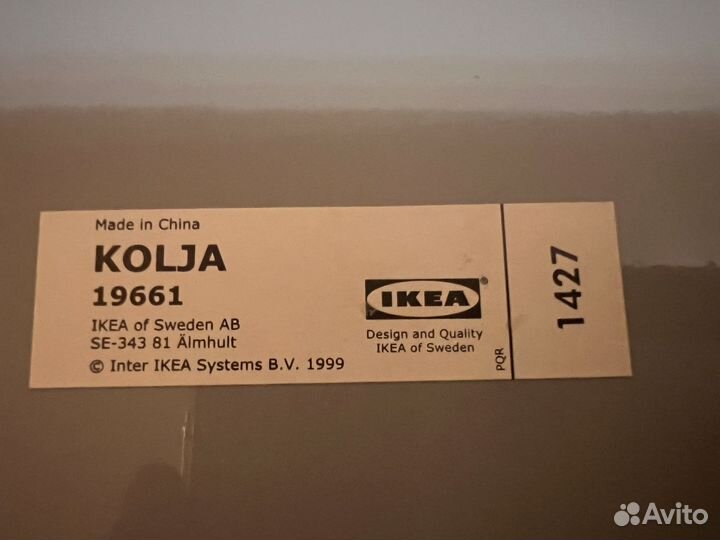 Made in China
KOLJA
19661
IKEA of Sweden AB
SE-343 81 Älmhult
© Inter IKEA Systems B.V. 1999
IKEA®
Design and Quality
IKEA of Sweden
PQR
1427
Avito